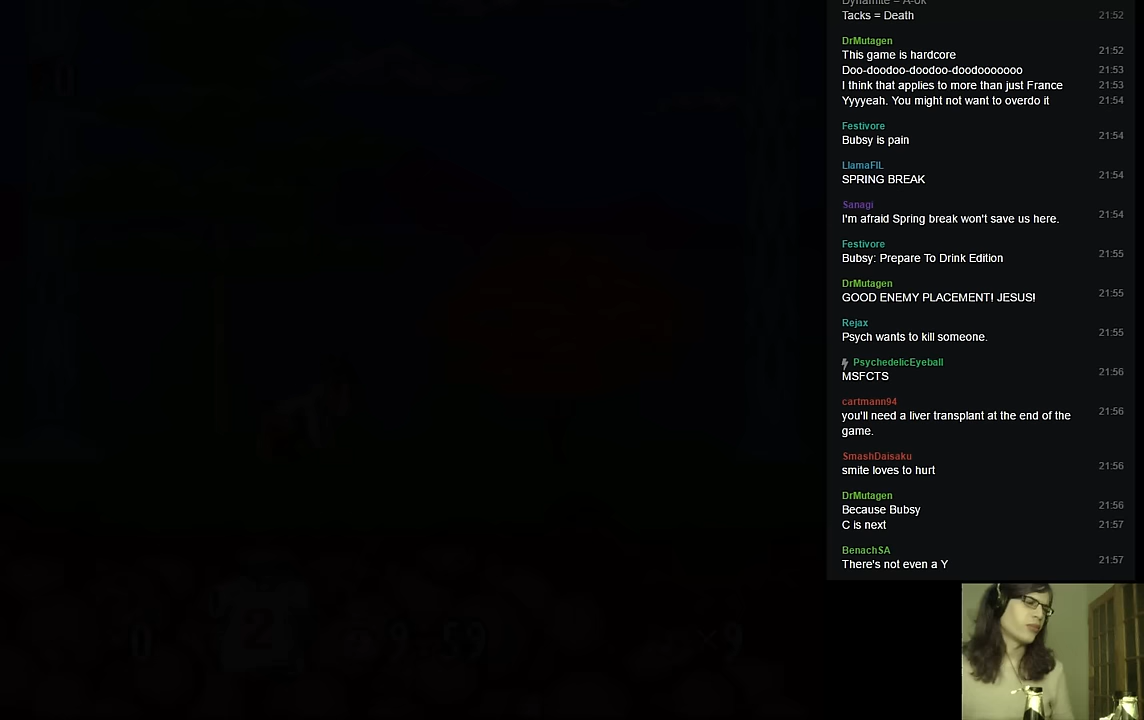 Dynamite = A-ok
Tacks = Death
21:52
DrMutagen
This game is hardcore
21:52
Doo-doodoo-doodoo-doodooooooo
21:53
I think that applies to more than just France
21:53
Yyyyeah. You might not want to overdo it
21:54
Festivore
Bubsy is pain
21:54
LlamaFIL
SPRING BREAK
21:54
Sanagi
I'm afraid Spring break won't save us here.
21:54
Festivore
Bubsy: Prepare To Drink Edition
21:55
DrMutagen
GOOD ENEMY PLACEMENT! JESUS!
21:55
Rejax
Psych wants to kill someone.
21:55
PsychedelicEyeball
MSFCTS
21:56
cartmann94
you'll need a liver transplant at the end of the
game.
21:56
SmashDaisaku
smite loves to hurt
21:56
DrMutagen
Because Bubsy
21:56
C is next
21:57
BenachSA
There's not even a Y
21:57
0
2
9:59